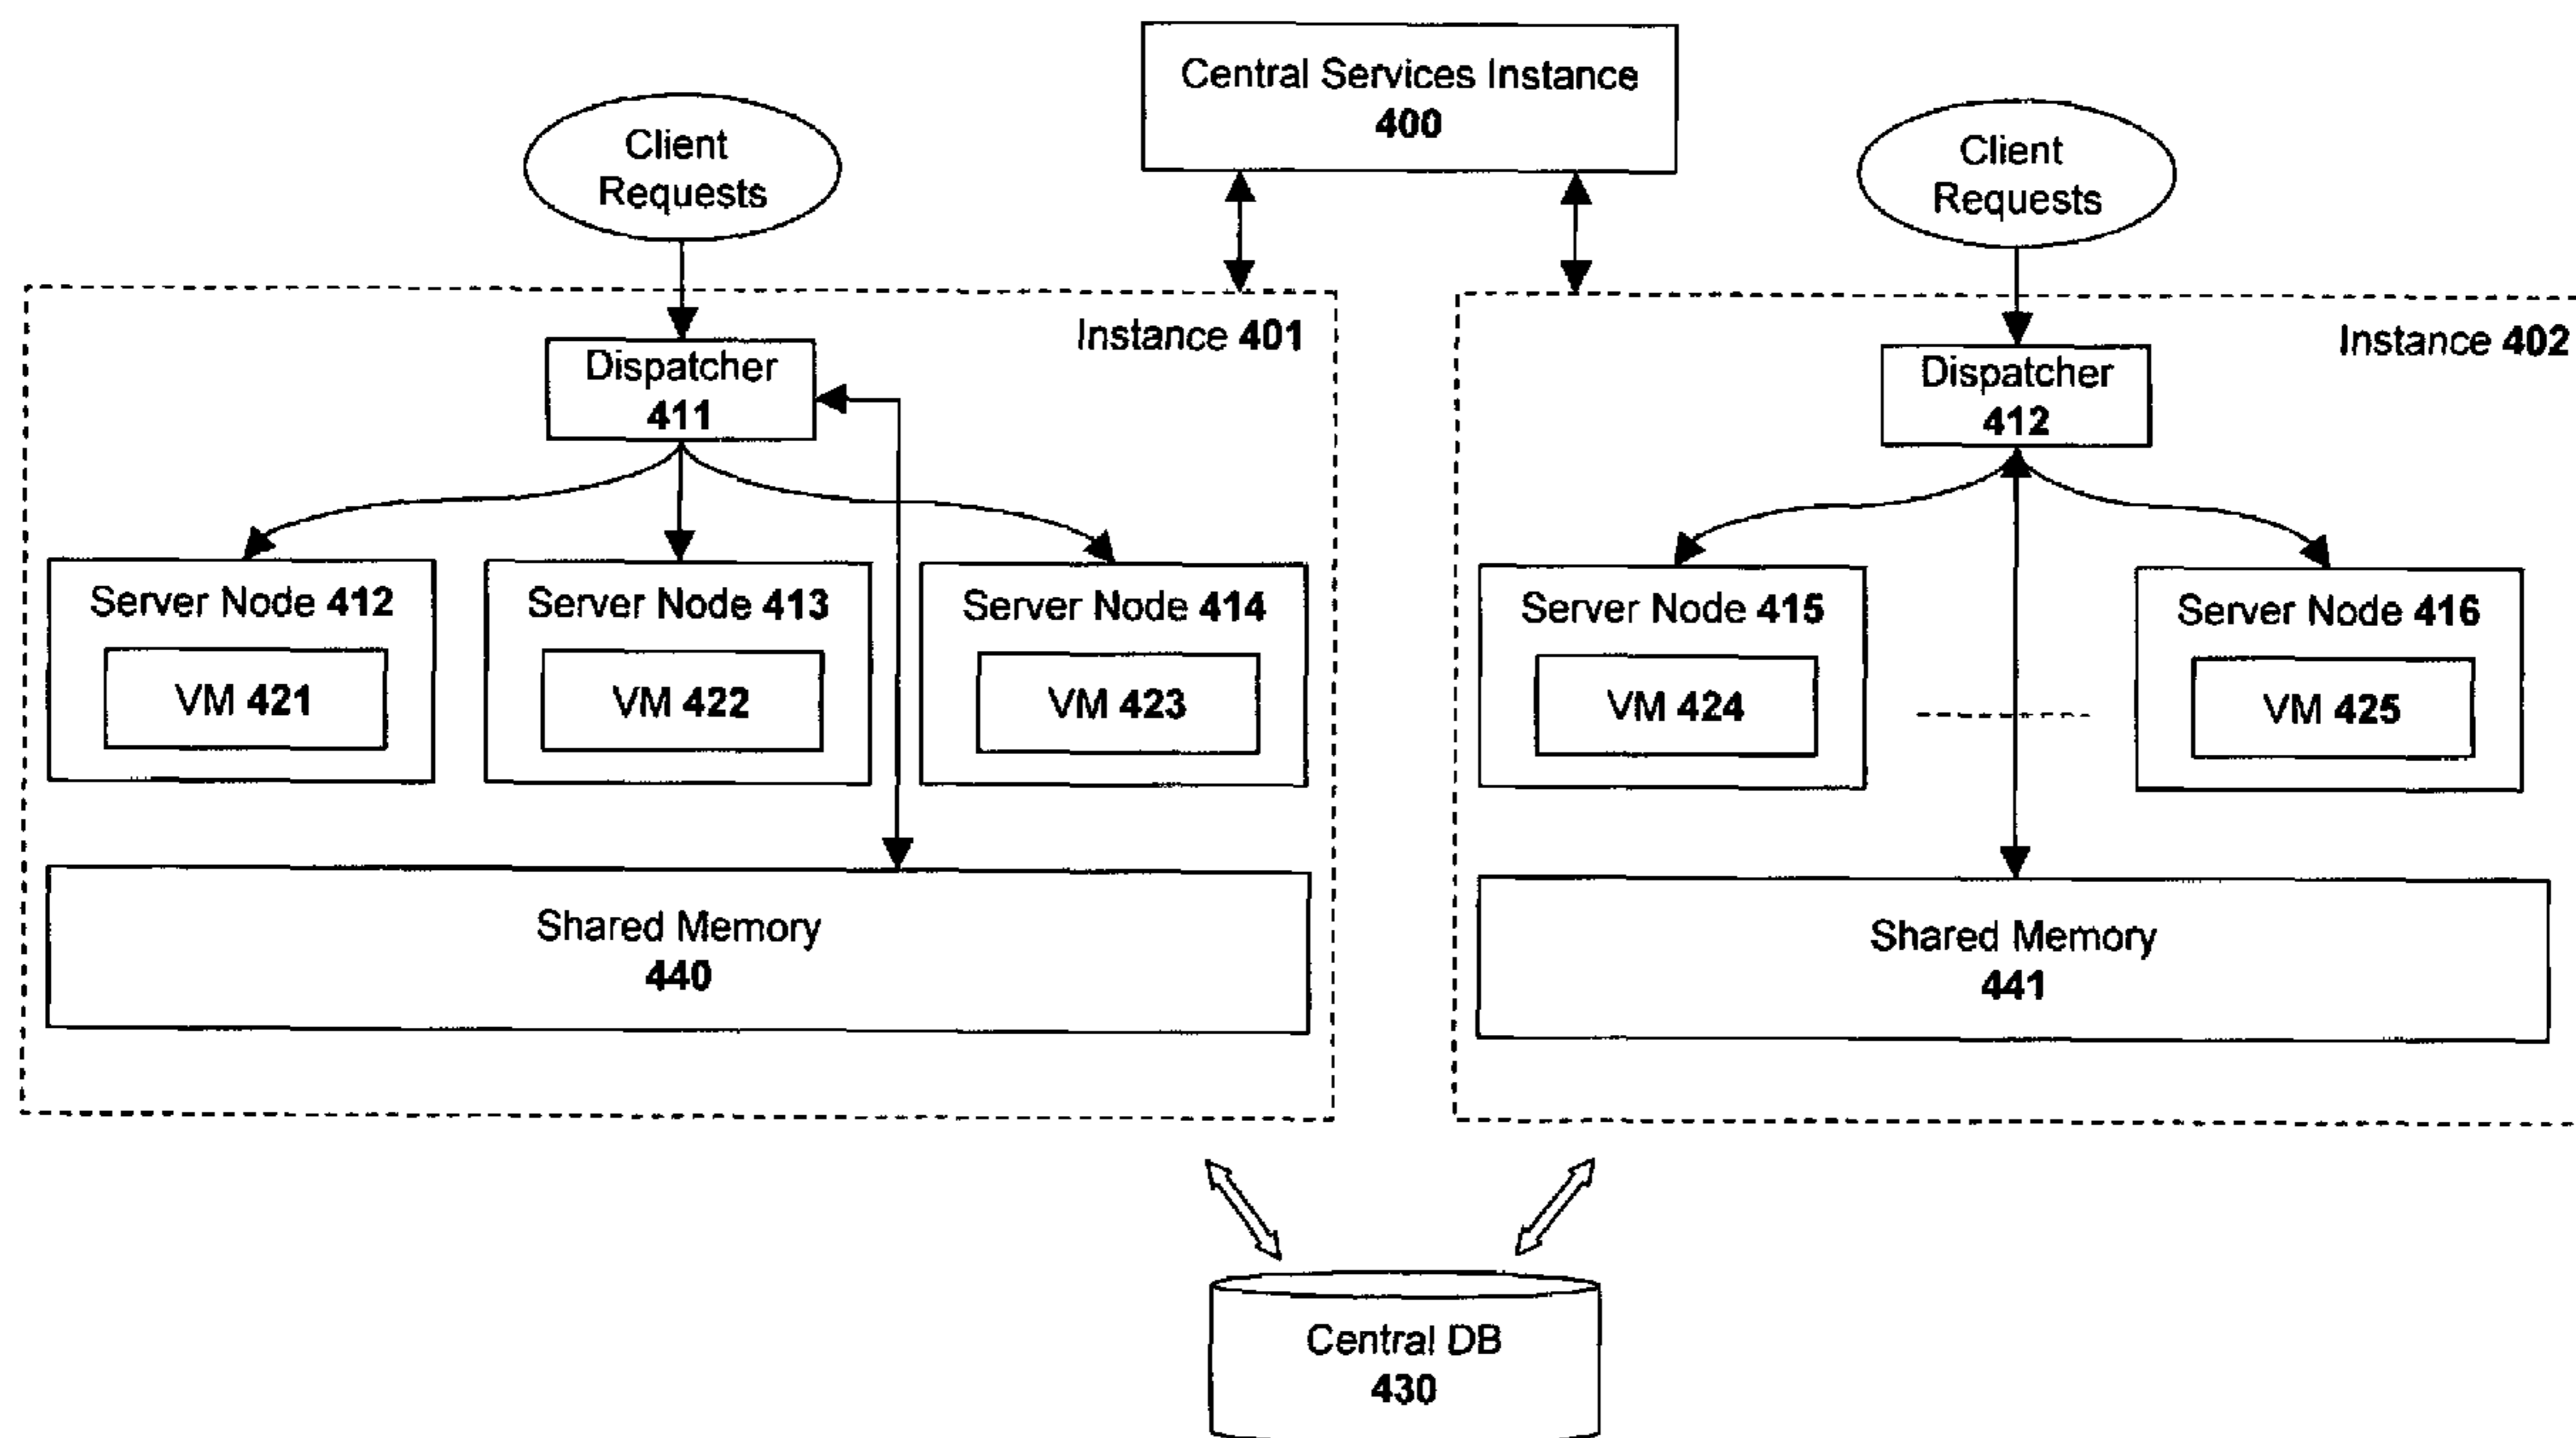 Central Services Instance
400
Client
Requests
Client
Requests
Instance 401
Instance 402
Dispatcher
411
Dispatcher
412
Server Node 412
VM 421
Server Node 413
VM 422
Server Node 414
VM 423
Server Node 415
VM 424
Server Node 416
VM 425
Shared Memory
440
Shared Memory
441
Central DB
430